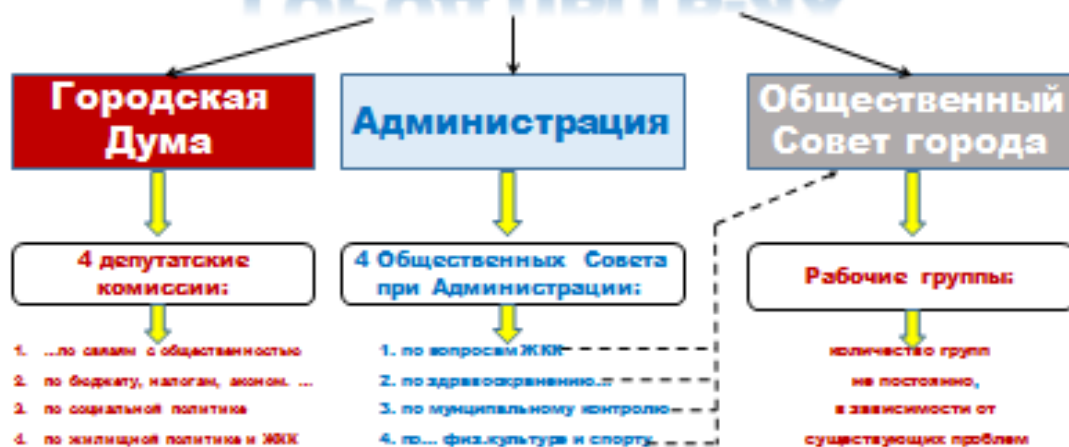 Городская
Дума
4 депутатские
комиссии:
1. ...по связям с общественностью
2. по бюджету, налогам, эконом. ...
3. по социальной политике
4. по жилищной политике и ЖКК
Администрация
4 Общественных Совета
при Администрации:
1. по вопросам ЖКК
2. по здравоохранению...
3. по муниципальному контролю
4. по... физ.культуре и спорту
Общественный
Совет города
Рабочие группы:
количество групп
не постоянно,
в зависимости от
существующих проблем